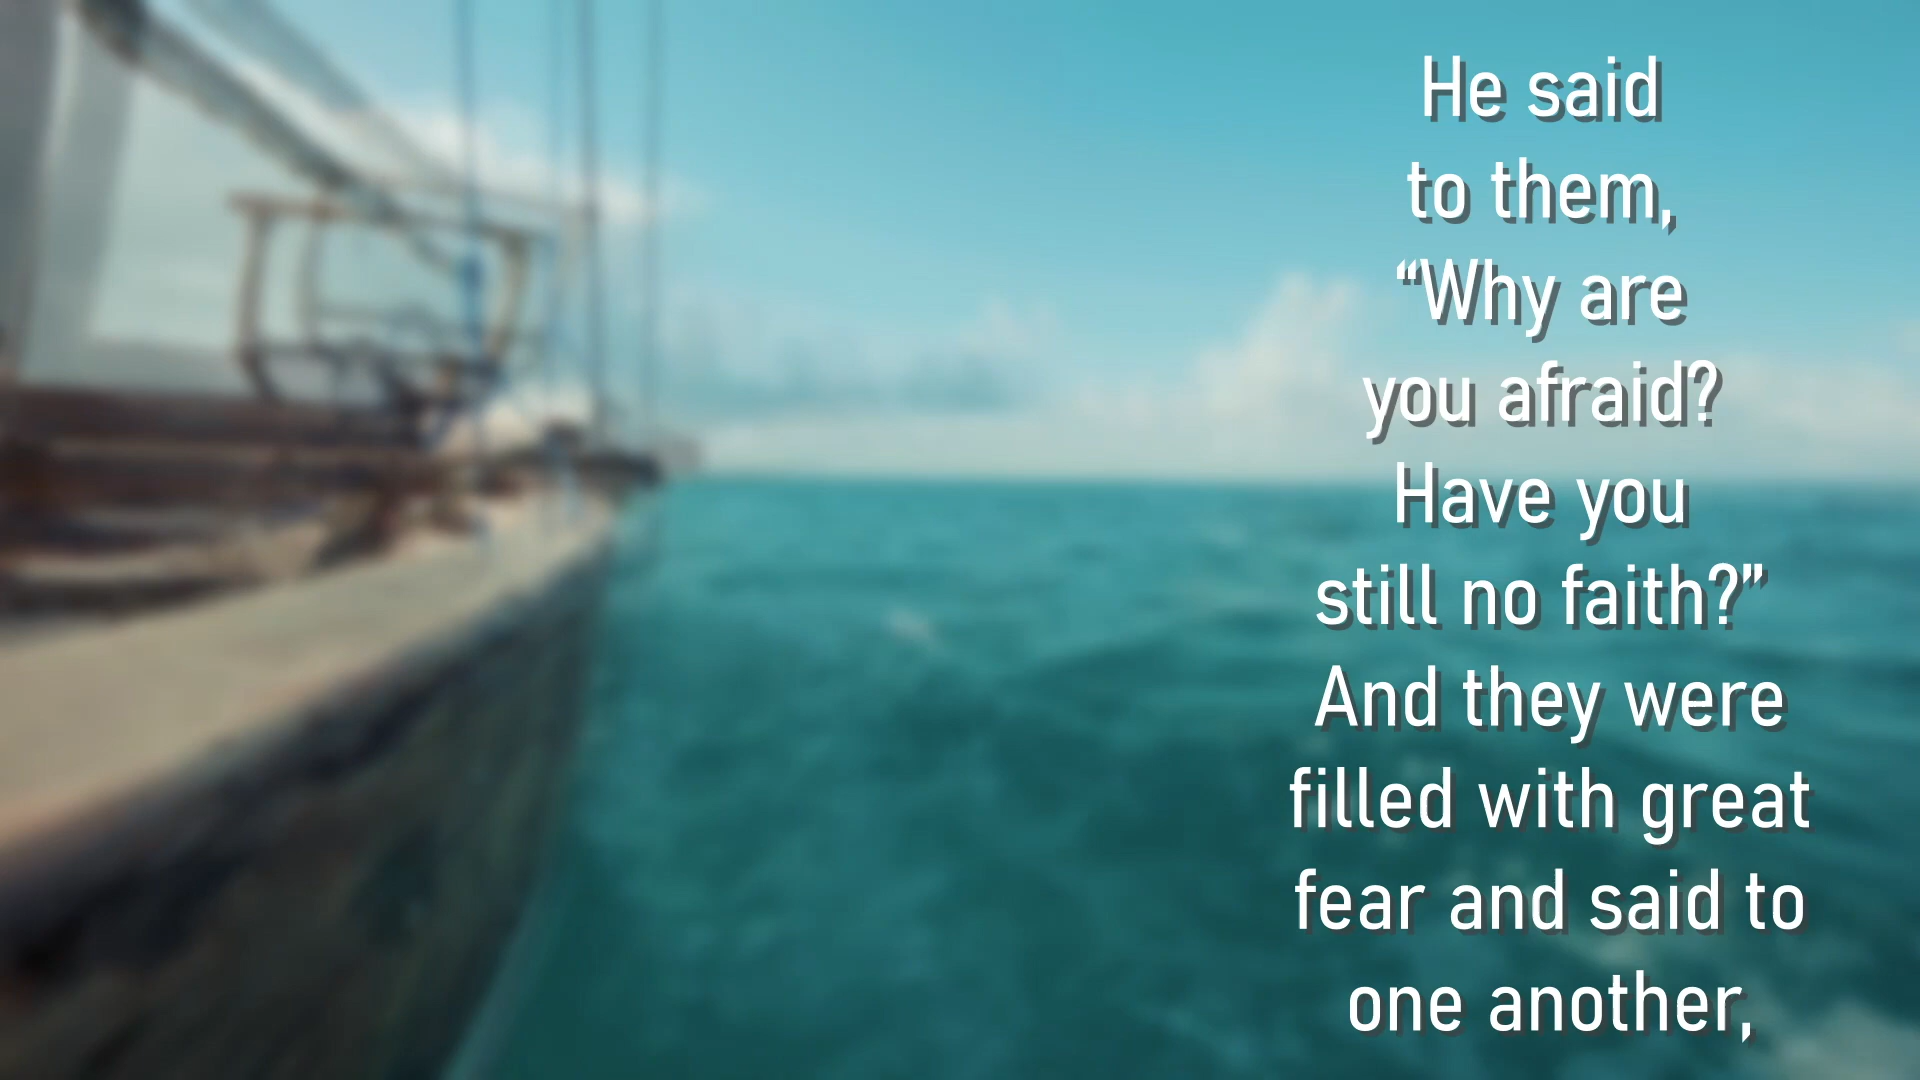 He said
to them,
“Why are
you afraid?
Have you
still no faith?”
And they were
filled with great
fear and said to
one another,